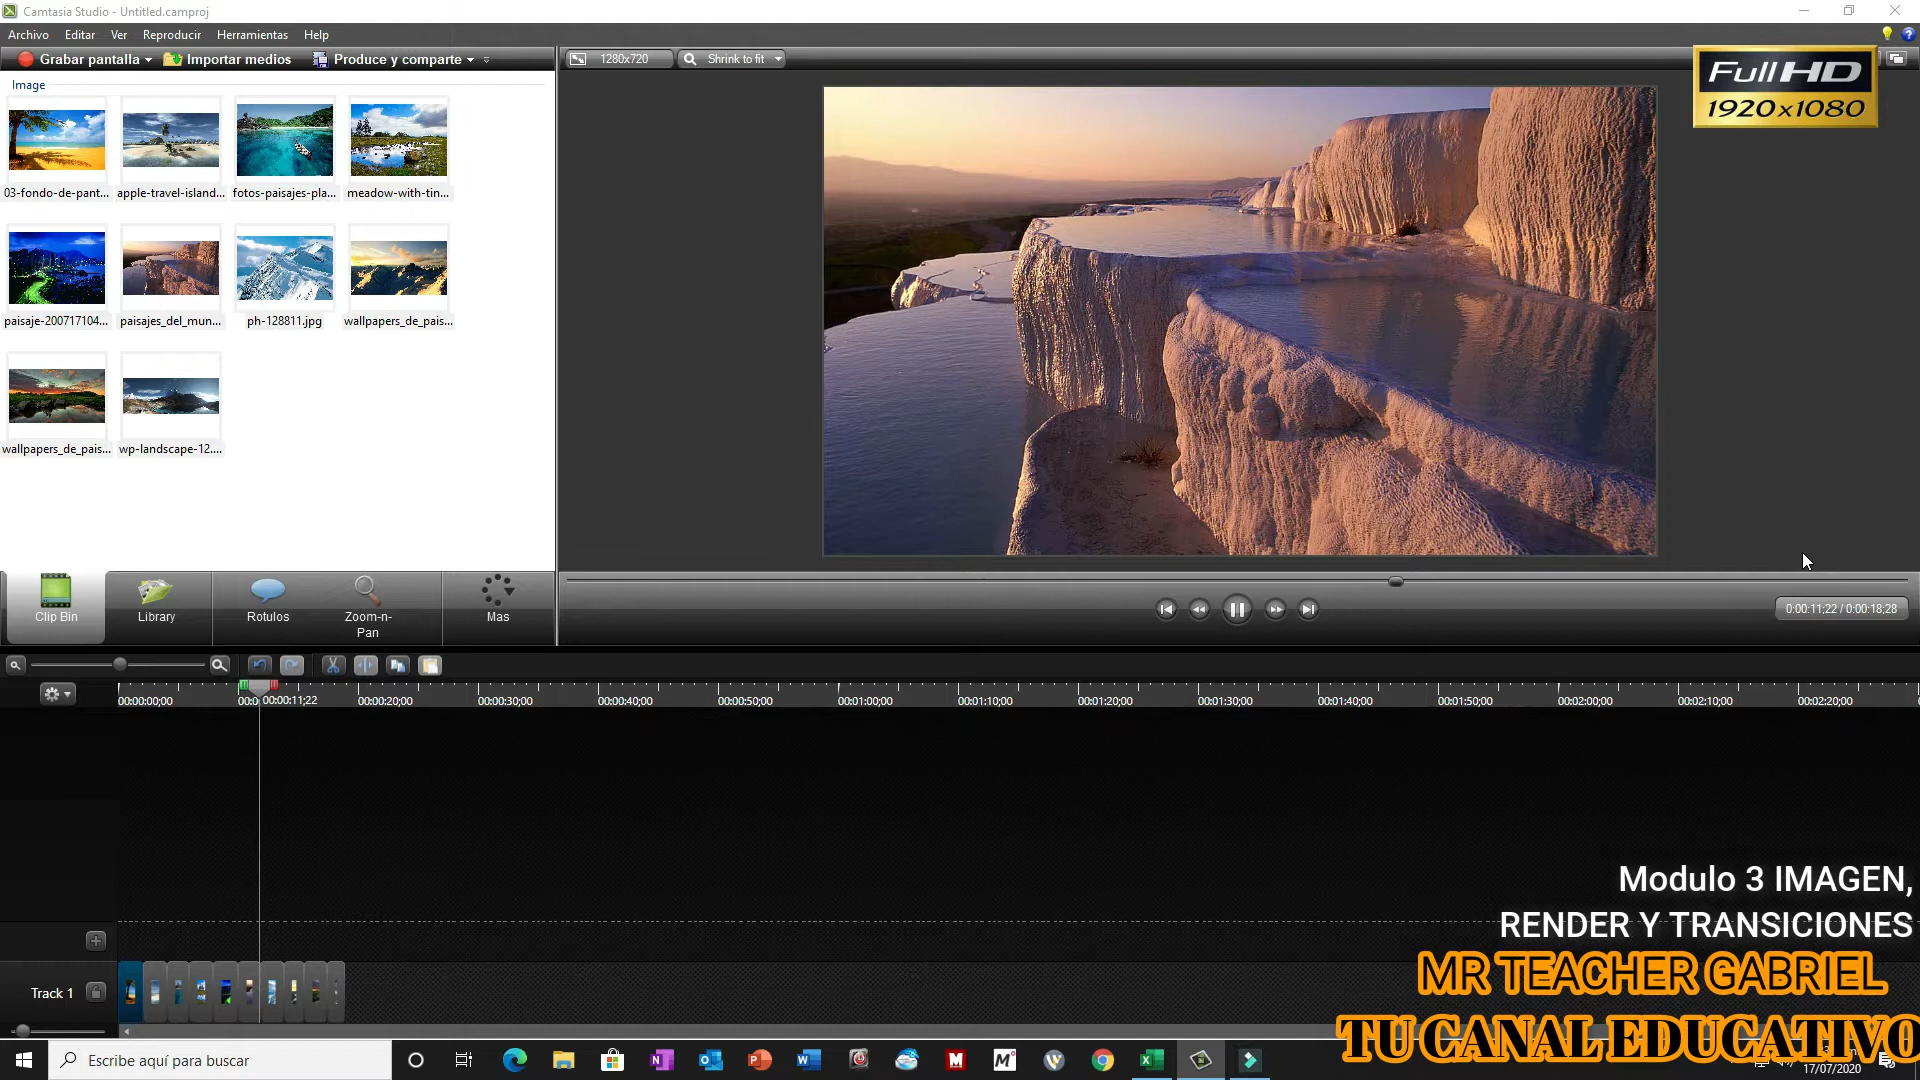 Camtasia Studio - Untitled.camproj
Archivo Editar Ver Reproducir Herramientas Help
Grabar pantalla Importar medios Produce y comparte
1280x720 Shrink to fit
Full HD
1920x1080
Image
03-fondo-de-pant... apple-travel-island... fotos-paisajes-pla... meadow-with-tin...
paisaje-200717104... paisajes_del_mun... ph-128811.jpg wallpapers_de_pais...
wallpapers_de_pais... wp-landscape-12....
Clip Bin Library Rotulos Zoom-n-Pan Mas
0:00:11;22 / 0:00:18;28
00:00:00;00 00:0 00:00:11;22 00:00:20;00 00:00:30;00 00:00:40;00 00:00:50;00 00:01:00;00 00:01:10;00 00:01:20;00 00:01:30;00 00:01:40;00 00:01:50;00 00:02:00;00 00:02:10;00 00:02:20;00
Modulo 3 IMAGEN,
RENDER Y TRANSICIONES
MR TEACHER GABRIEL
Track 1
TU CANAL EDUCATIVO
Escribe aquí para buscar
17/07/2020